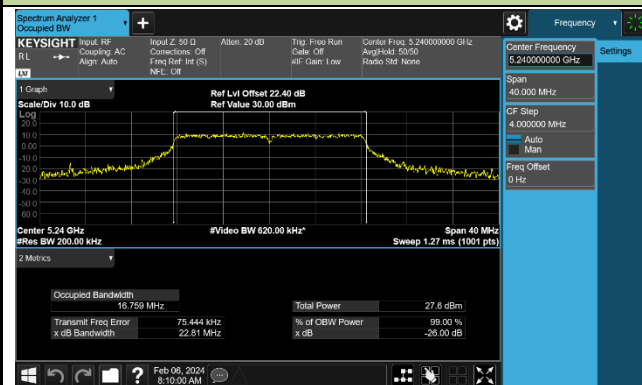 Spectrum Analyzer 1
Occupied BW
+
Frequency
KEYSIGHT
RL
LXI
Input: RF
Coupling: AC
Align: Auto
Input Z: 50 Ω
Corrections: Off
Freq Ref: Int (S)
NFE: Off
Atten: 20 dB
Trig: Free Run
Gate: Off
#IF Gain: Low
Center Freq: 5.240000000 GHz
Avg|Hold: 50/50
Radio Std: None
Center Frequency
5.240000000 GHz
Settings
Span
40.000 MHz
CF Step
4.000000 MHz
Auto
Man
Freq Offset
0 Hz
1 Graph
Scale/Div 10.0 dB
Ref Lvl Offset 22.40 dB
Ref Value 30.00 dBm
Log
20.0
10.0
0.00
-10.0
-20.0
-30.0
-40.0
-50.0
-60.0
Center 5.24 GHz
#Res BW 200.00 kHz
#Video BW 620.00 kHz*
Span 40 MHz
Sweep 1.27 ms (1001 pts)
2 Metrics
Occupied Bandwidth
16.759 MHz
Total Power 27.6 dBm
Transmit Freq Error 75.444 kHz
% of OBW Power 99.00 %
x dB Bandwidth 22.81 MHz
x dB -26.00 dB
?
Feb 06, 2024
8:10:00 AM